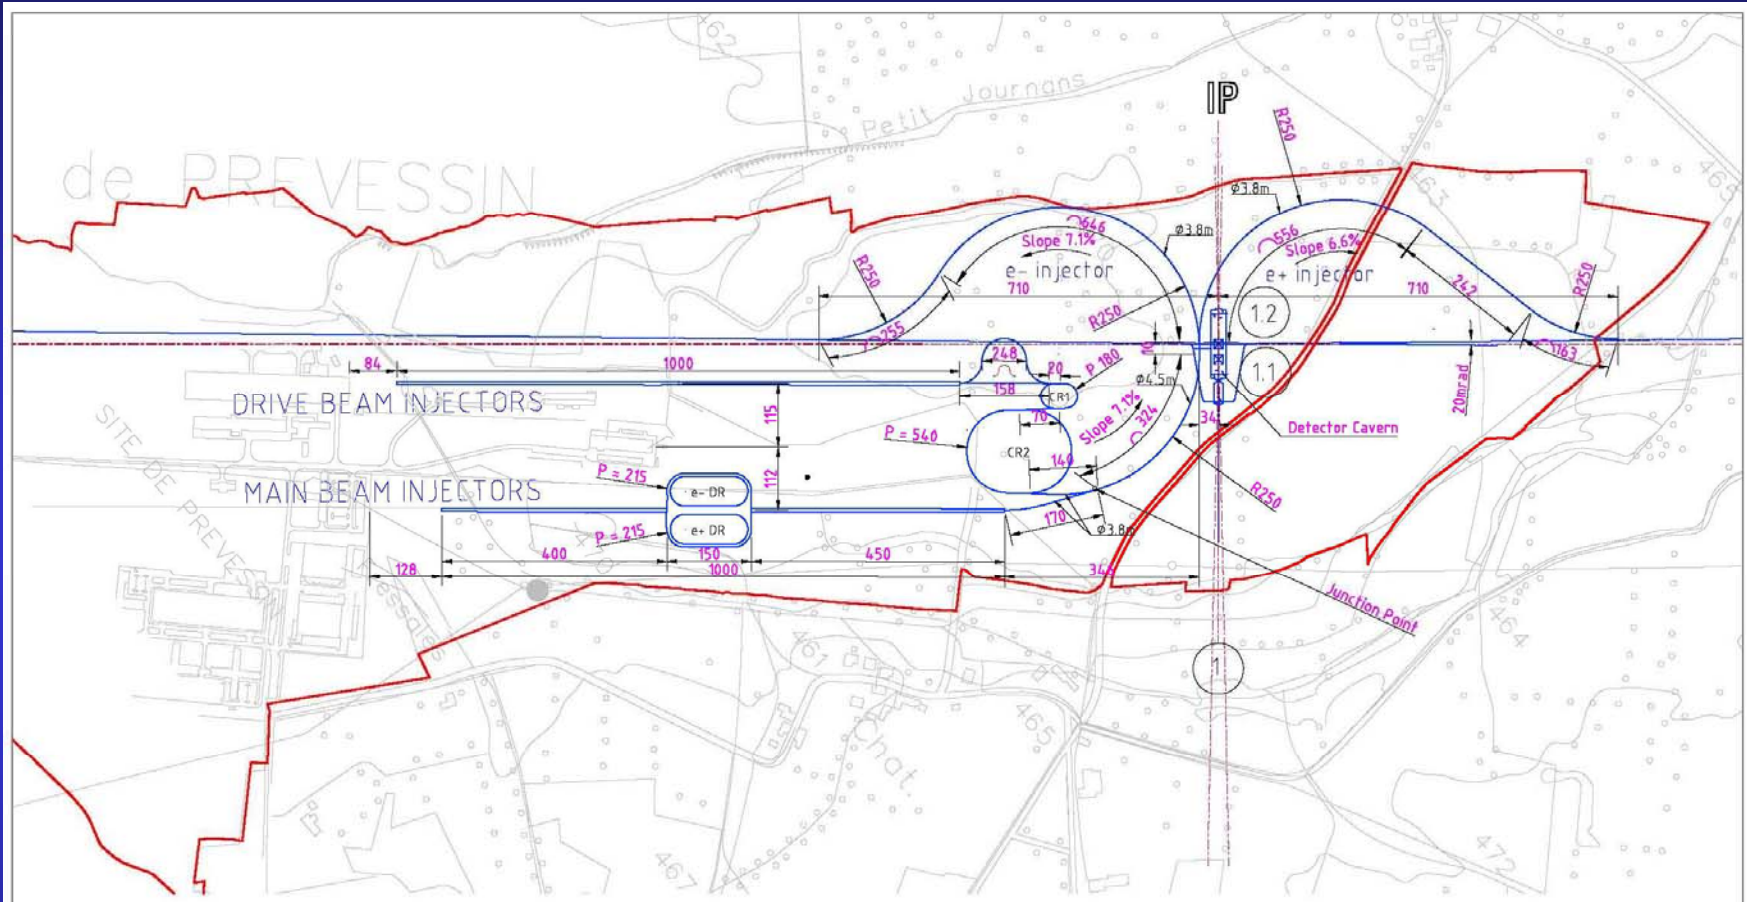 IP
Petit Journans
de PREVESSIN
462
463
R250
ø3.8m
646
Slope 7.1%
ø3.8m
e- injector
R250
710
R250
255
556
Slope 6.6%
e+ injector
242
R250
710
1.2
1.1
163
20mrad
10
84
1000
248
20
P 180
158
CR1
ø4.5m
DRIVE BEAM INJECTORS
115
70
Slope 7.1%
324
34
Detector Cavern
P = 540
CR2
140
P = 215
e- DR
112
MAIN BEAM INJECTORS
R250
SITE DE PREVESSIN
P = 215
e+ DR
170
ø3.8m
400
150
450
128
1000
Junction Point
461
464
1
465
Chat.
467
472